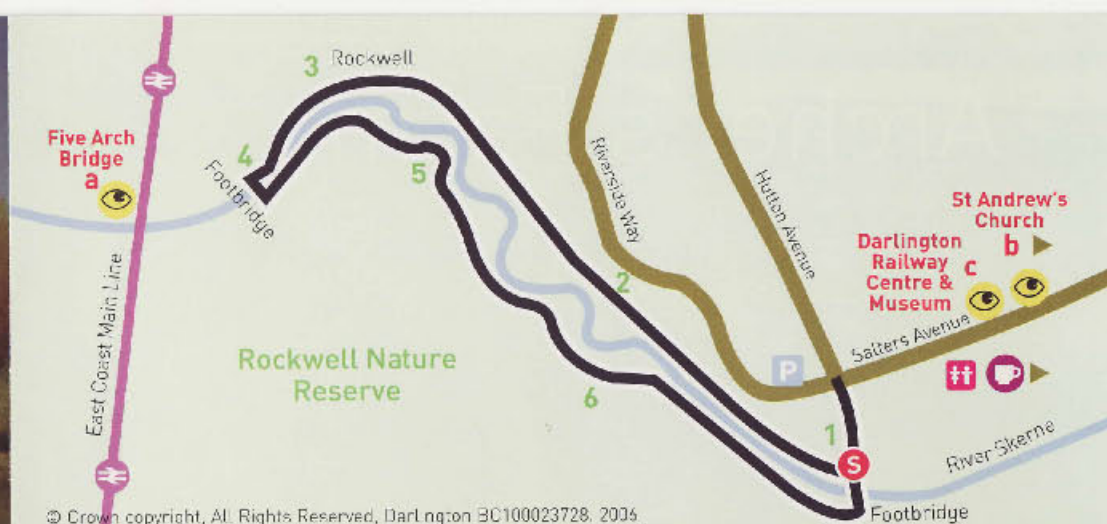 3 Rockwell
Five Arch
Bridge
a
4
Footbridge
5
Riverside Way
Hutton Avenue
St Andrew's
Church
b
Darlington
Railway
Centre &
Museum
c
2
East Coast Main Line
Salters Avenue
Rockwell Nature
Reserve
P
6
1
S
River Skerne
Footbridge
© Crown copyright, All Rights Reserved, Darlington BC100023728, 2006